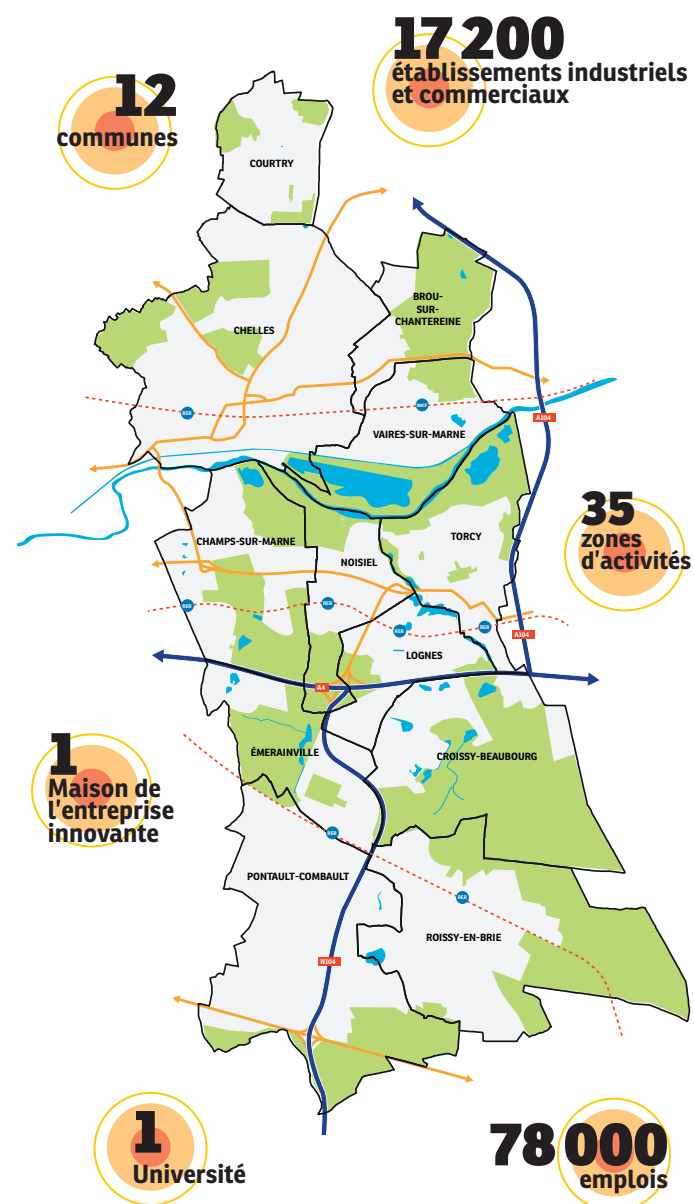 17 200
établissements industriels
et commerciaux
12
communes
COURTRY
BROU-
SUR-
CHANTEREINE
CHELLES
RER
SNCF
A104
VAIRES-SUR-MARNE
35
zones
d'activités
CHAMPS-SUR-MARNE
TORCY
NOISIEL
RER
RER
RER
RER
A104
LOGNES
A4
1
Maison de
l'entreprise
innovante
ÉMERAINVILLE
CROISSY-BEAUBOURG
RER
PONTAULT-COMBAULT
RER
ROISSY-EN-BRIE
N104
1
Université
78 000
emplois